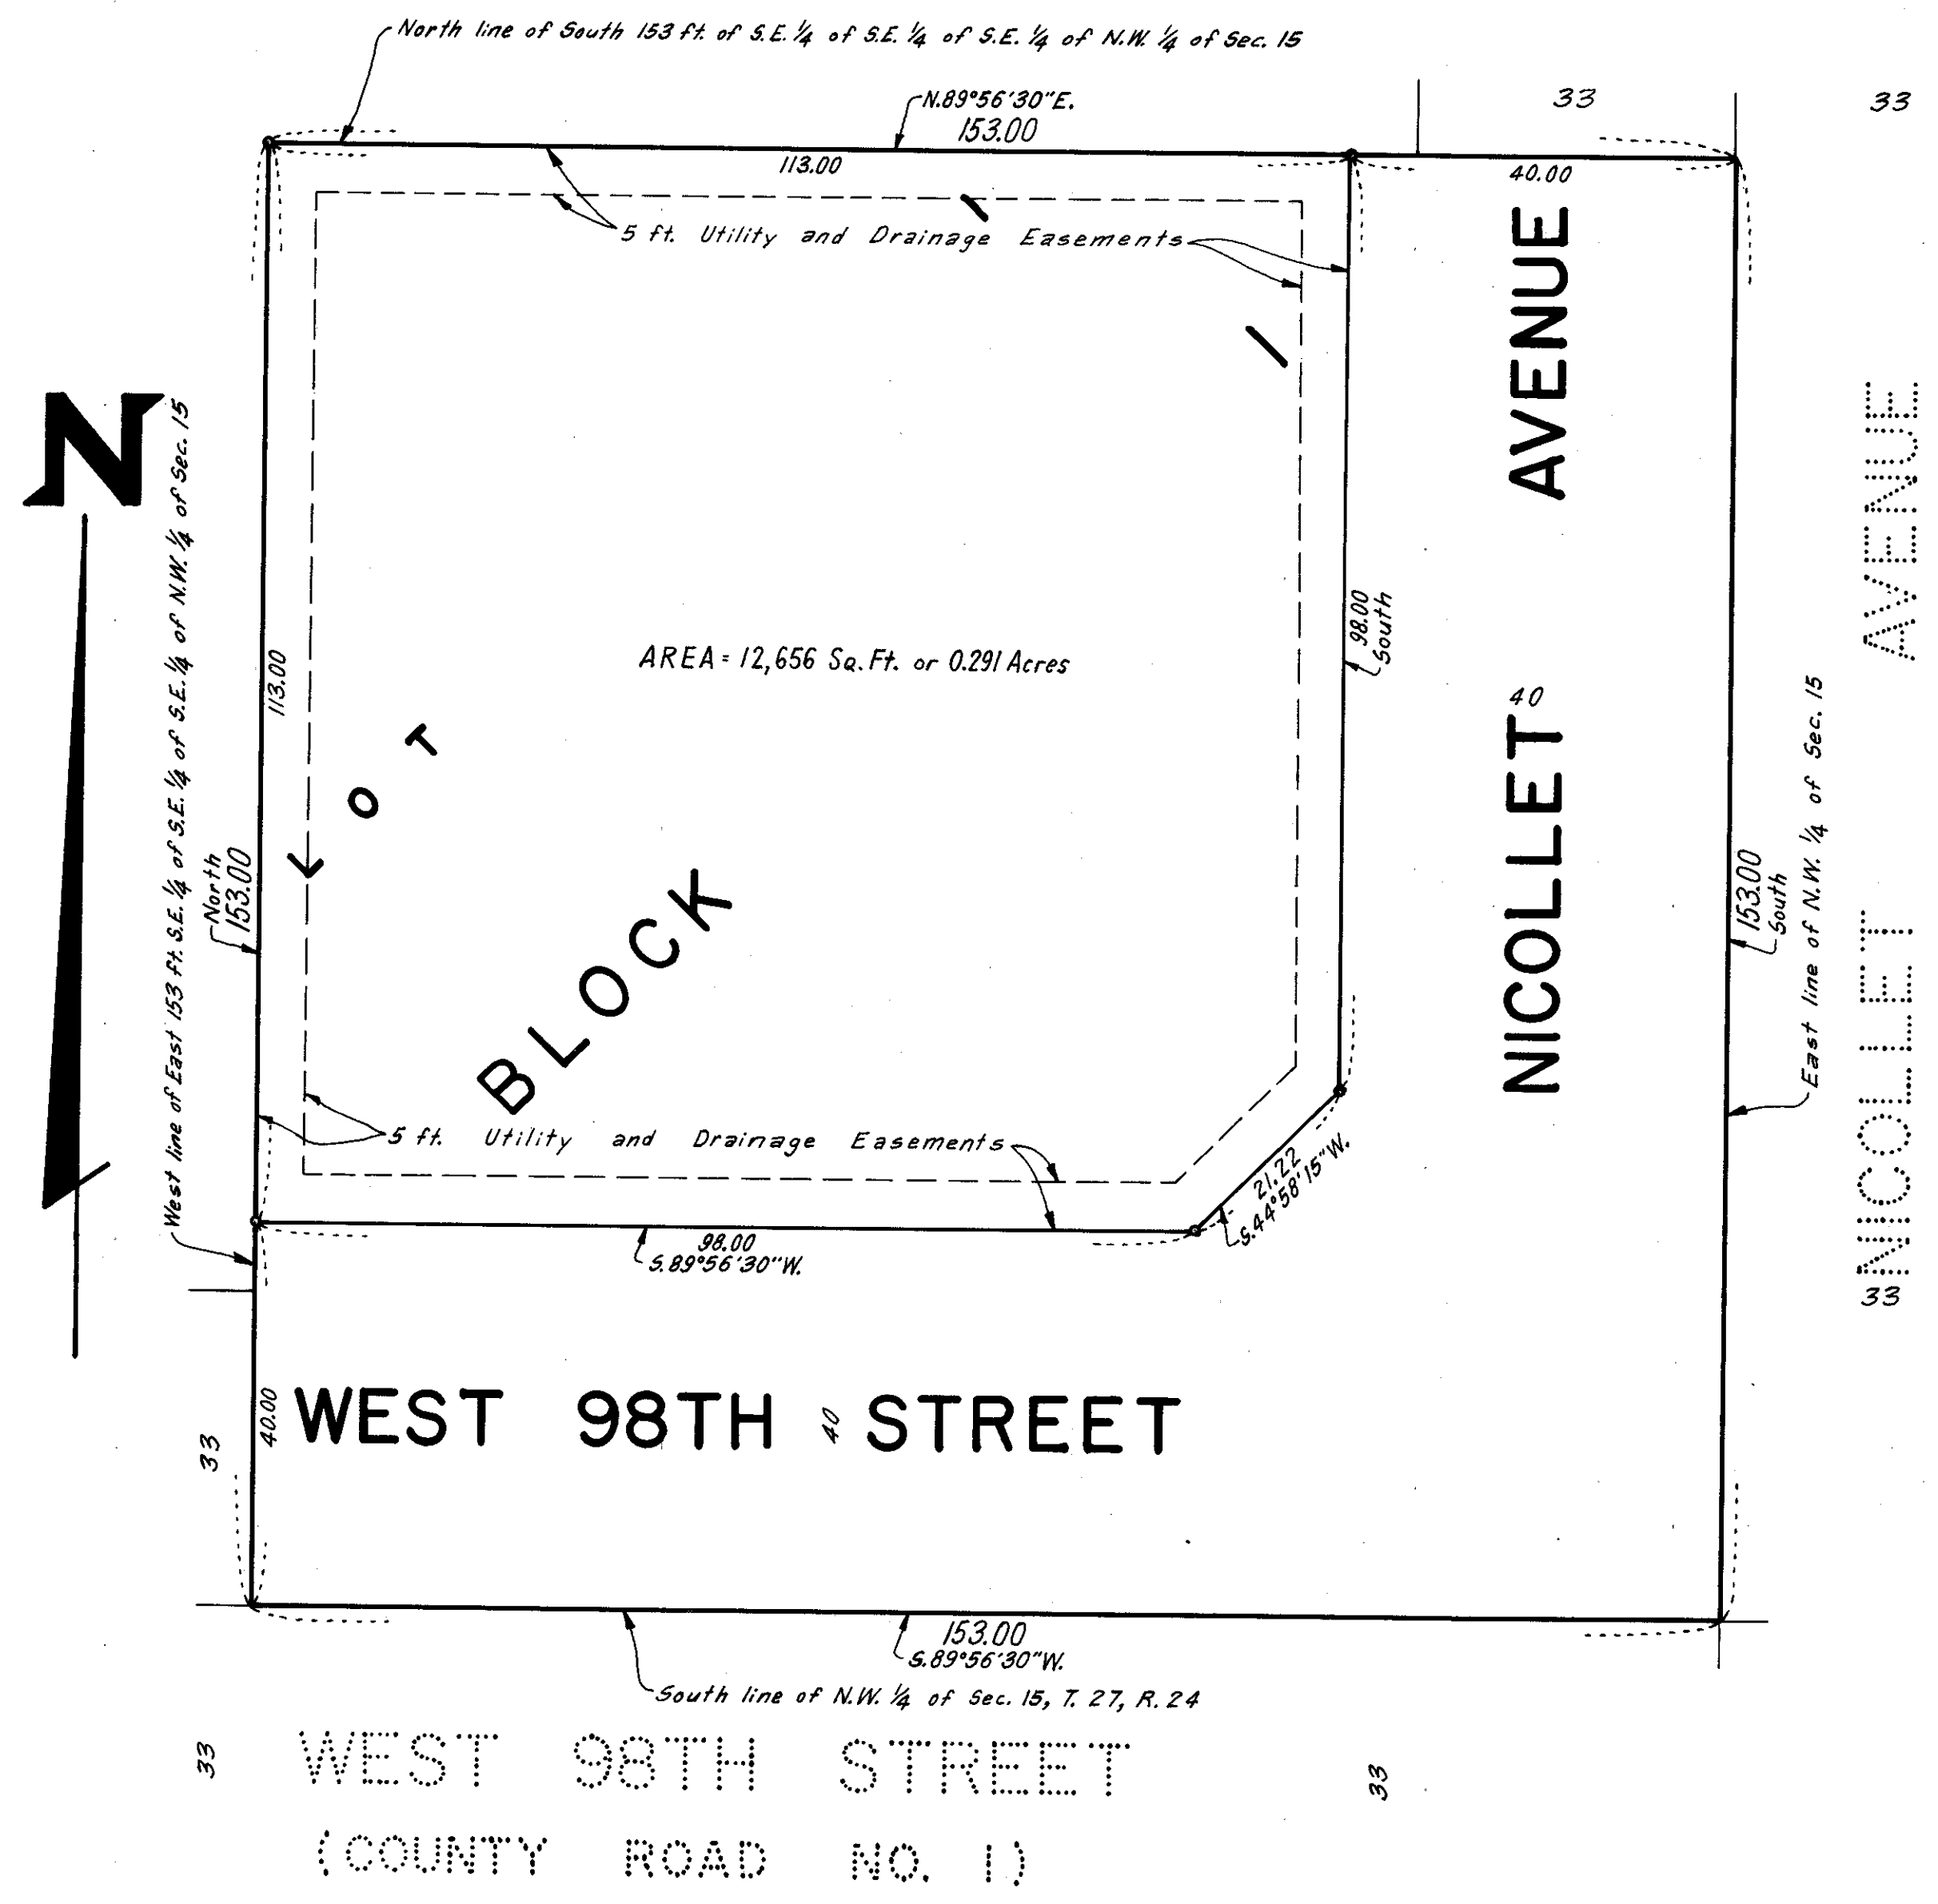 North line of South 153 ft. of S.E. ¼ of S.E. ¼ of S.E. ¼ of N.W. ¼ of Sec. 15
N.89°56'30"E.
153.00
33
33
113.00
40.00
5 ft. Utility and Drainage Easements
N
West line of East 153 ft. S.E. ¼ of S.E. ¼ of S.E. ¼ of N.W. ¼ of Sec. 15
113.00
North
153.00
AREA = 12,656 Sq. Ft. or 0.291 Acres
LOT 1
BLOCK 1
98.00
South
NICOLLET AVENUE
40
153.00
South
East line of N.W. ¼ of Sec. 15
NICOLLET AVENUE
33
5 ft. Utility and Drainage Easements
21.22
S.44°58'15"W.
98.00
S.89°56'30"W.
40.00
33
WEST 98TH STREET
40
153.00
S.89°56'30"W.
South line of N.W. ¼ of Sec. 15, T. 27, R. 24
33
WEST 98TH STREET
33
(COUNTY ROAD NO. 1)